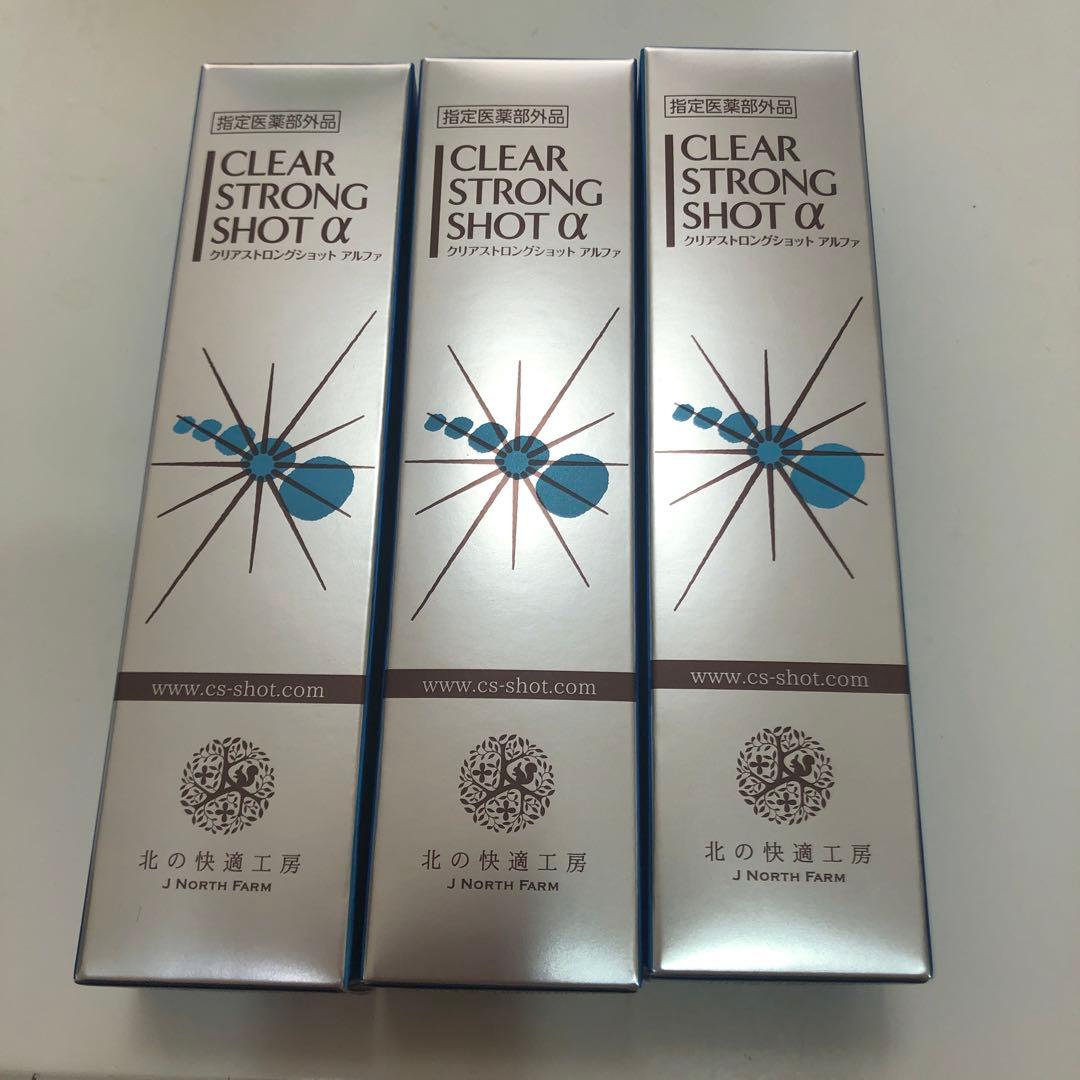 指定医薬部外品
CLEAR
STRONG
SHOT α
クリアストロングショット アルファ
www.cs-shot.com
北の快適工房
J NORTH FARM
指定医薬部外品
CLEAR
STRONG
SHOT α
クリアストロングショット アルファ
www.cs-shot.com
北の快適工房
J NORTH FARM
指定医薬部外品
CLEAR
STRONG
SHOT α
クリアストロングショット アルファ
www.cs-shot.com
北の快適工房
J NORTH FARM